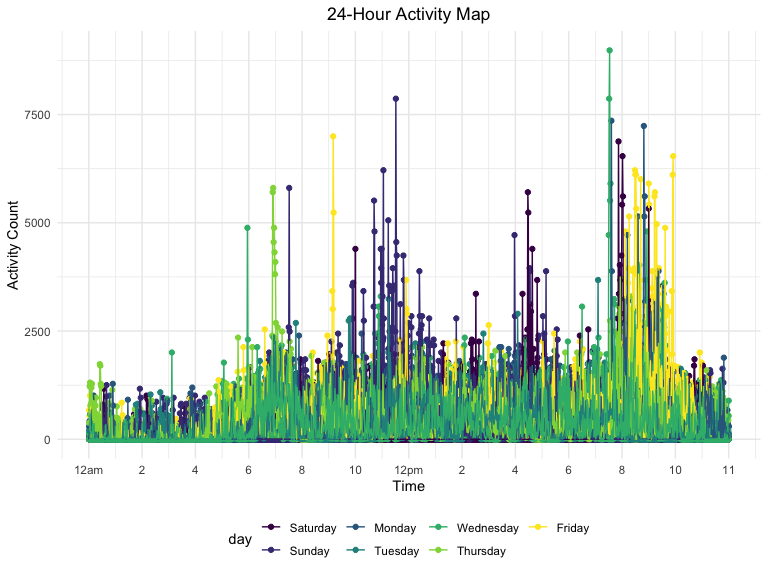 24-Hour Activity Map
Activity Count
7500
5000
2500
0
12am 2 4 6 8 10 12pm 2 4 6 8 10 11
Time
day
Saturday Monday Wednesday Friday
Sunday Tuesday Thursday